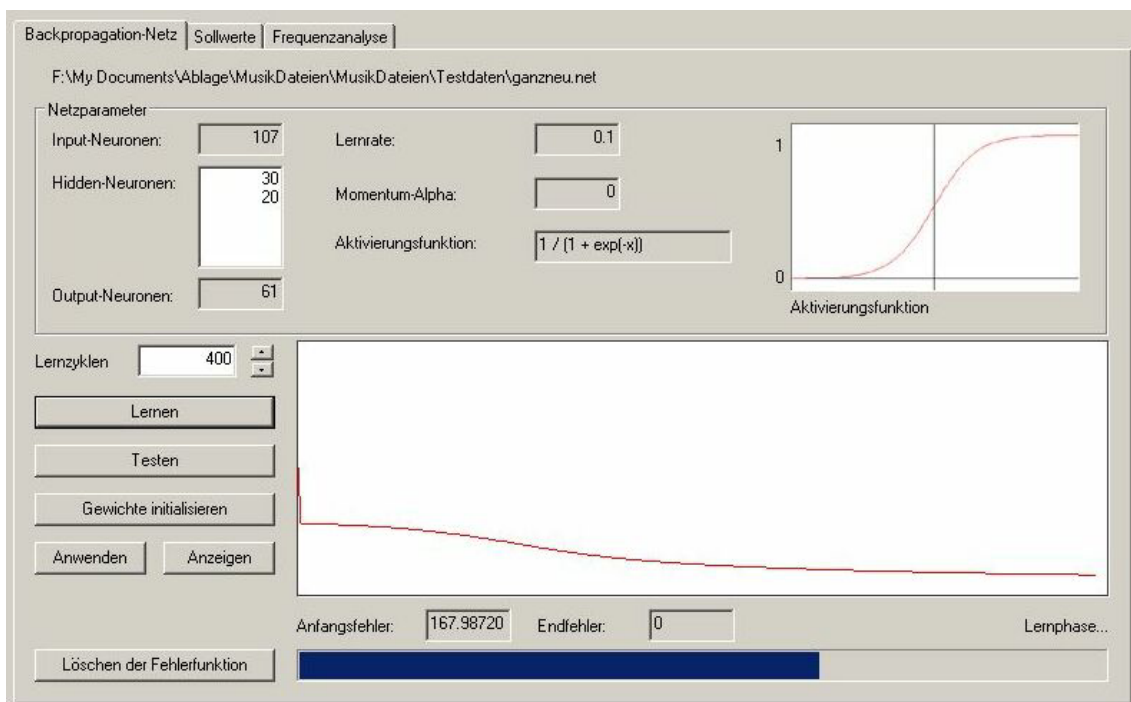 Backpropagation-Netz Sollwerte Frequenzanalyse
F:\My Documents\Ablage\MusikDateien\MusikDateien\Testdaten\ganzneu.net
Netzparameter
Input-Neuronen: 107
Hidden-Neuronen: 30
20
Output-Neuronen: 61
Lernrate: 0.1
Momentum-Alpha: 0
Aktivierungsfunktion: 1 / (1 + exp(-x))
1
0
Aktivierungsfunktion
Lernzyklen 400
Lernen
Testen
Gewichte initialisieren
Anwenden Anzeigen
Anfangsfehler: 167.98720 Endfehler: 0 Lernphase...
Löschen der Fehlerfunktion